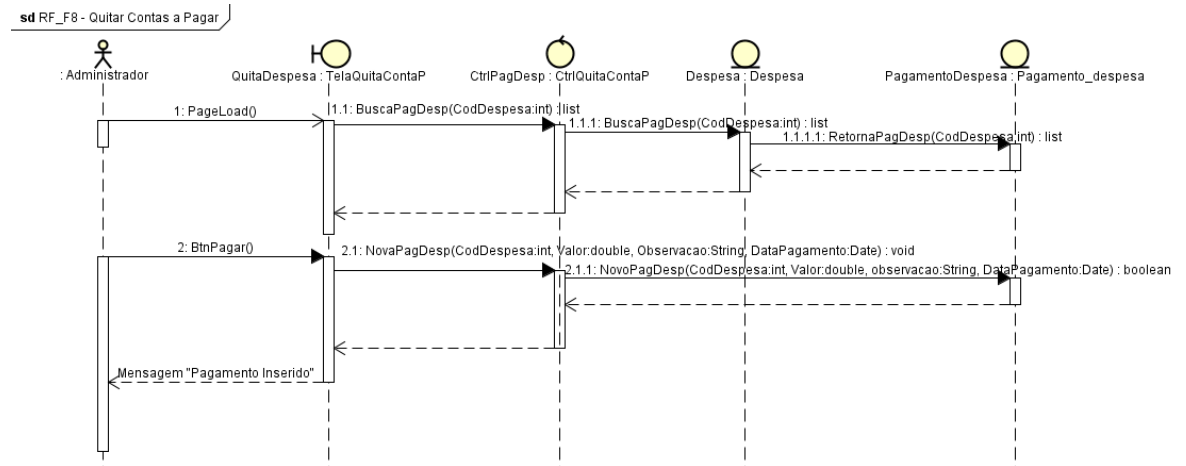 sd RF_F8 - Quitar Contas a Pagar
: Administrador
QuitaDespesa : TelaQuitaContaP
CtrlPagDesp : CtrlQuitaContaP
Despesa : Despesa
PagamentoDespesa : Pagamento_despesa
1: PageLoad()
1.1: BuscaPagDesp(CodDespesa:int) : list
1.1.1: BuscaPagDesp(CodDespesa:int) : list
1.1.1.1: RetornaPagDesp(CodDespesa:int) : list
2: BtnPagar()
2.1: NovaPagDesp(CodDespesa:int, Valor:double, Observacao:String, DataPagamento:Date) : void
2.1.1: NovoPagDesp(CodDespesa:int, Valor:double, observacao:String, DataPagamento:Date) : boolean
Mensagem "Pagamento Inserido"